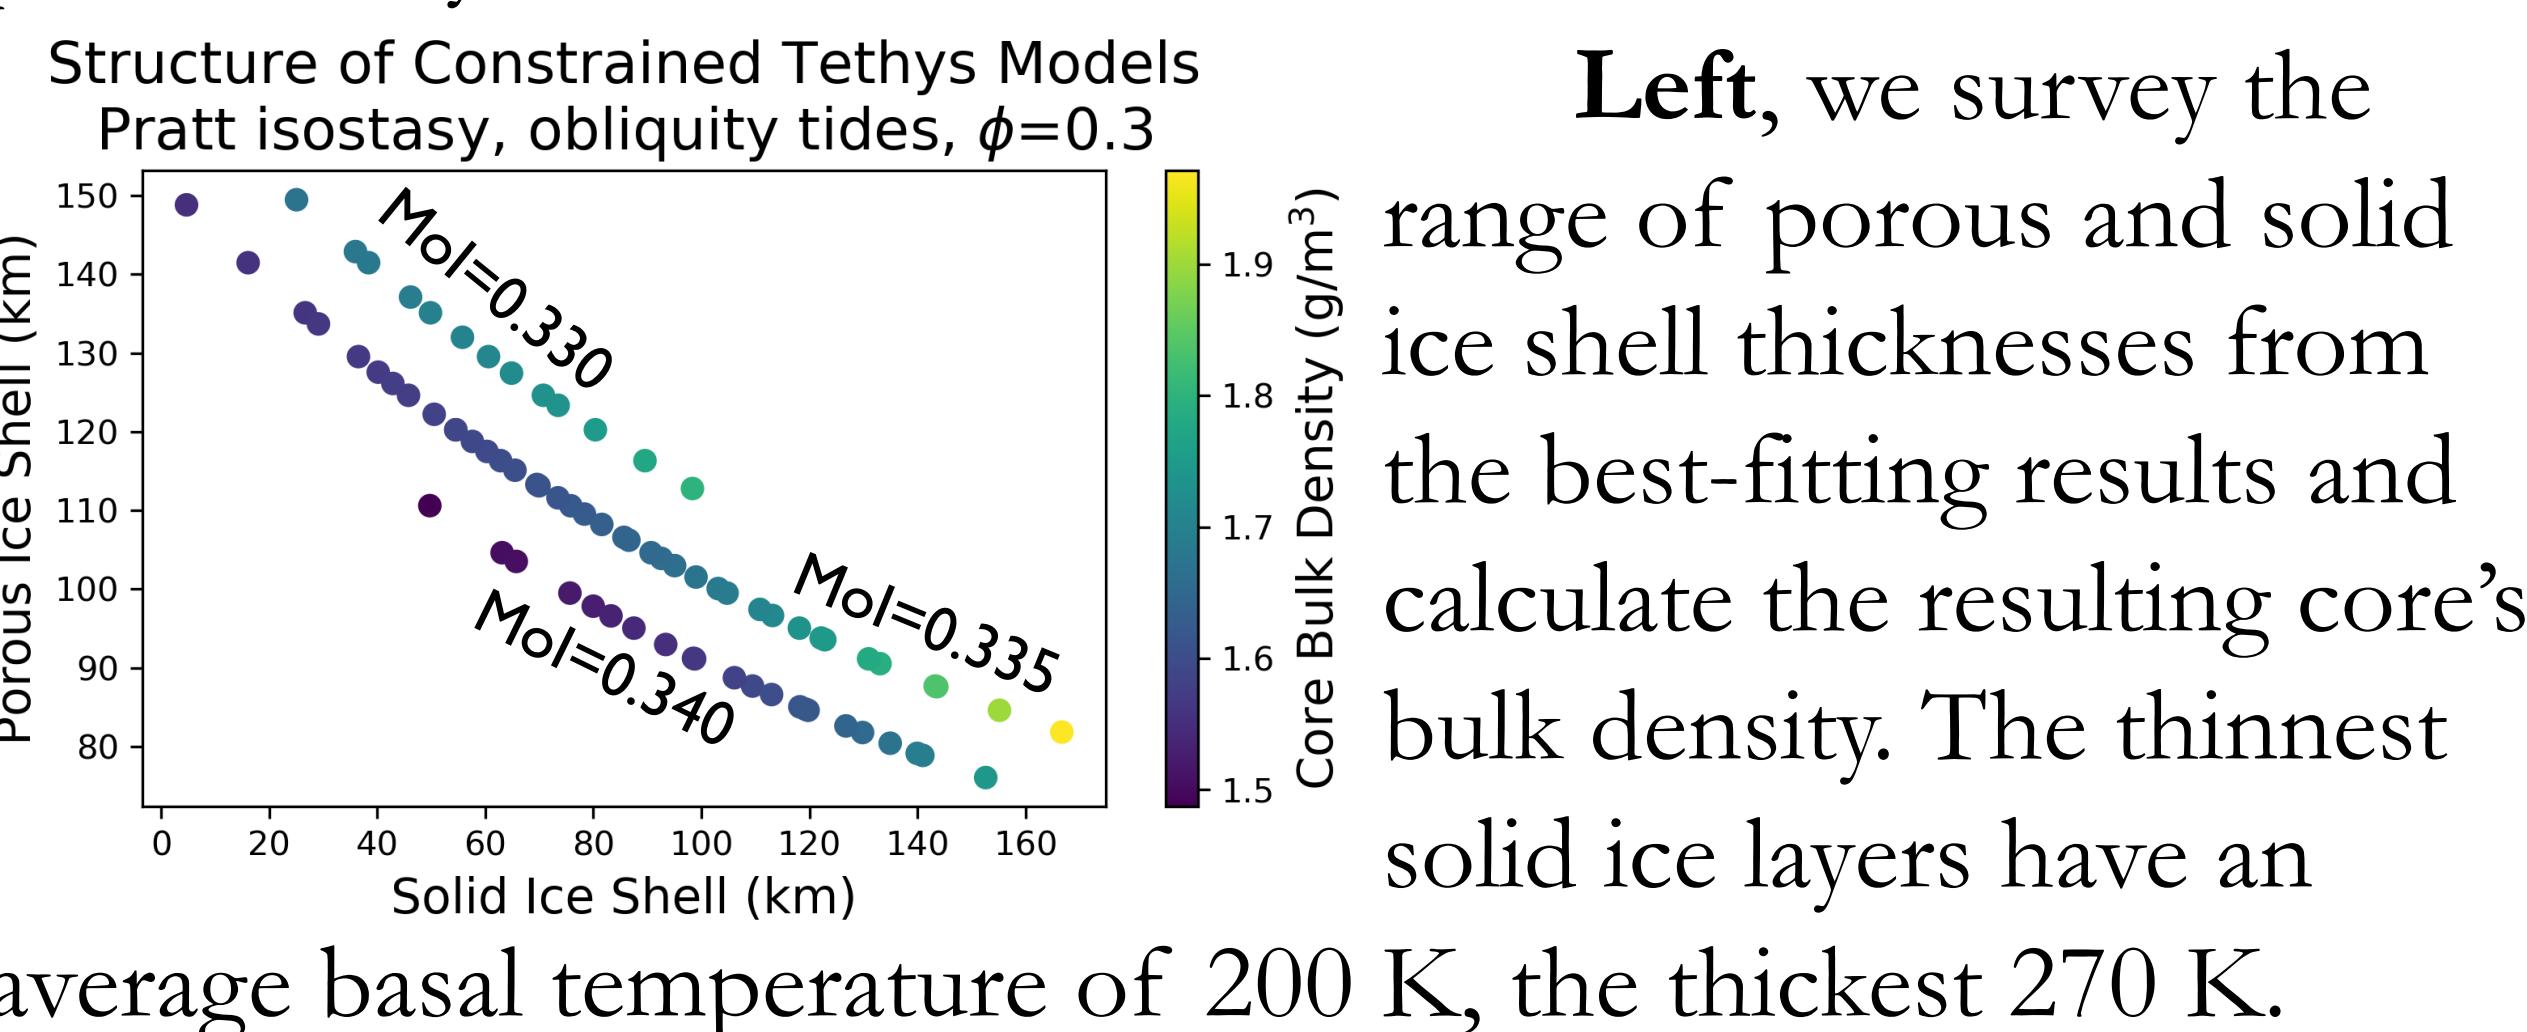 Structure of Constrained Tethys Models
Pratt isostasy, obliquity tides, ϕ=0.3
Porous Ice Shell (km)
150
140
130
120
110
100
90
80
MoI=0.330
MoI=0.335
MoI=0.340
0 20 40 60 80 100 120 140 160
Solid Ice Shell (km)
1.9
1.8
1.7
1.6
1.5
Core Bulk Density (g/m³)
Left, we survey the
range of porous and solid
ice shell thicknesses from
the best-fitting results and
calculate the resulting core’s
bulk density. The thinnest
solid ice layers have an
average basal temperature of 200 K, the thickest 270 K.